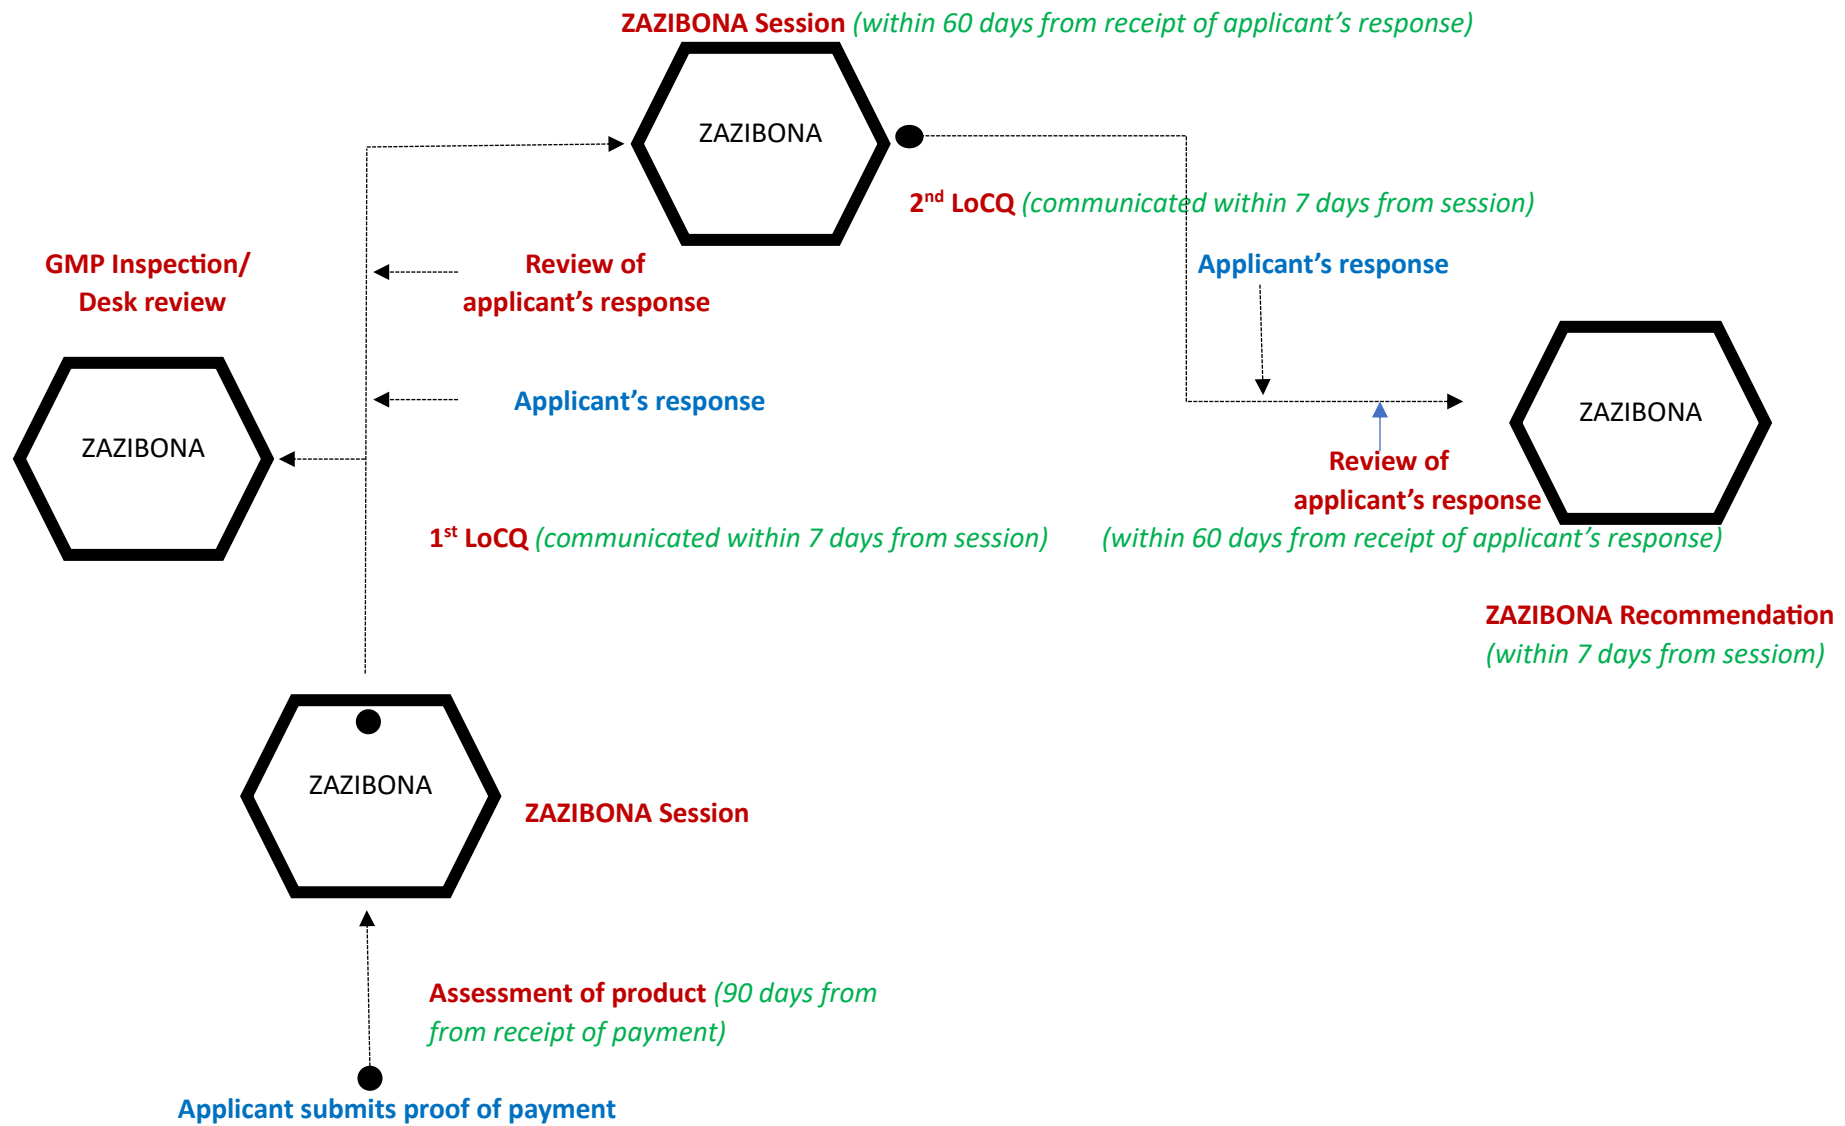 ZAZIBONA Session (within 60 days from receipt of applicant’s response)
ZAZIBONA
2nd LoCQ (communicated within 7 days from session)
GMP Inspection/
Desk review
Review of
applicant’s response
Applicant’s response
ZAZIBONA
Applicant’s response
ZAZIBONA
Review of
applicant’s response
(within 60 days from receipt of applicant’s response)
1st LoCQ (communicated within 7 days from session)
ZAZIBONA Recommendation
(within 7 days from sessiom)
ZAZIBONA
ZAZIBONA Session
Assessment of product (90 days from
from receipt of payment)
Applicant submits proof of payment